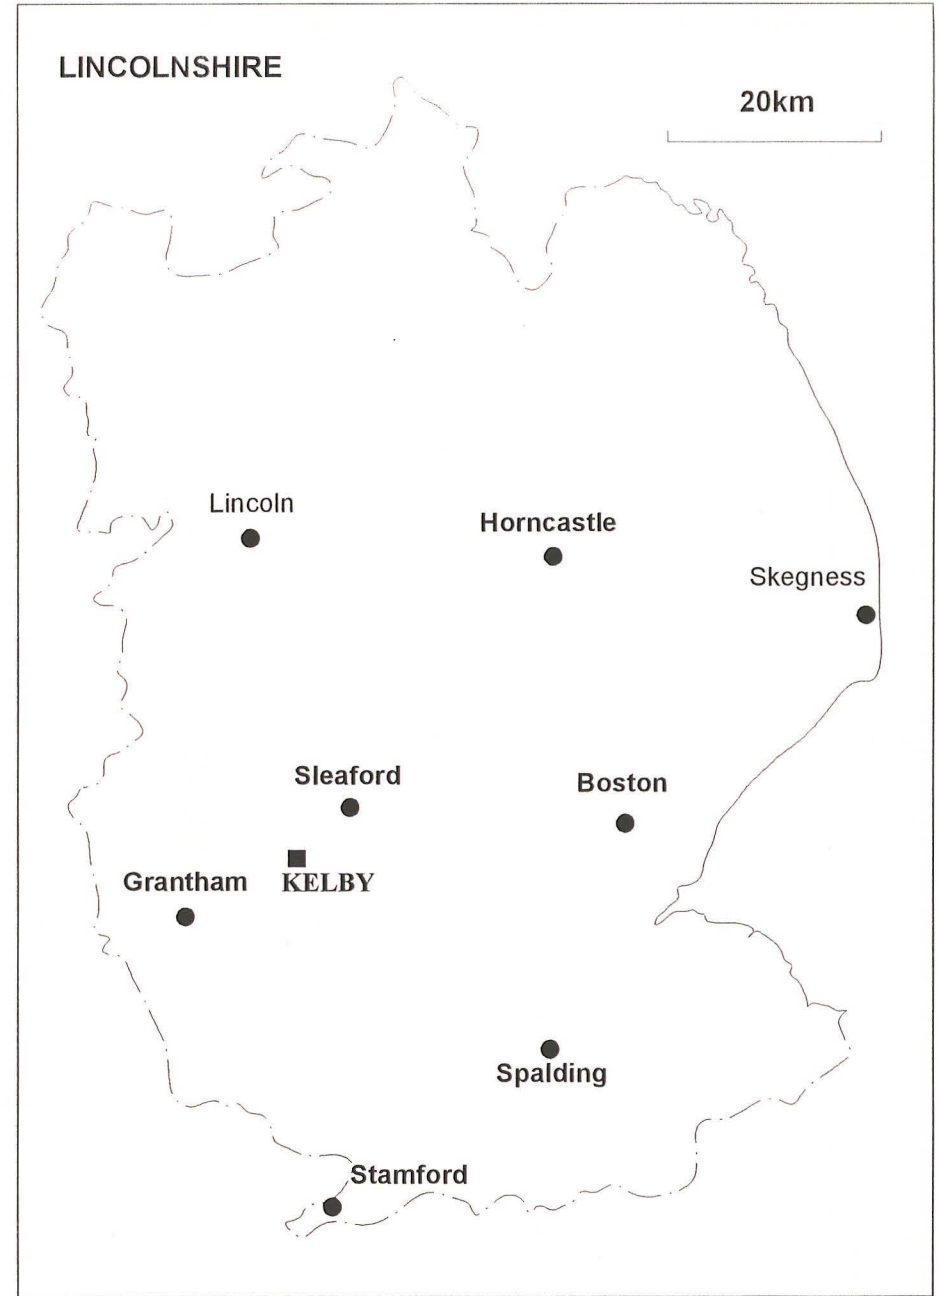 LINCOLNSHIRE
20km
Lincoln
Horncastle
Skegness
Sleaford
Boston
Grantham
KELBY
Spalding
Stamford